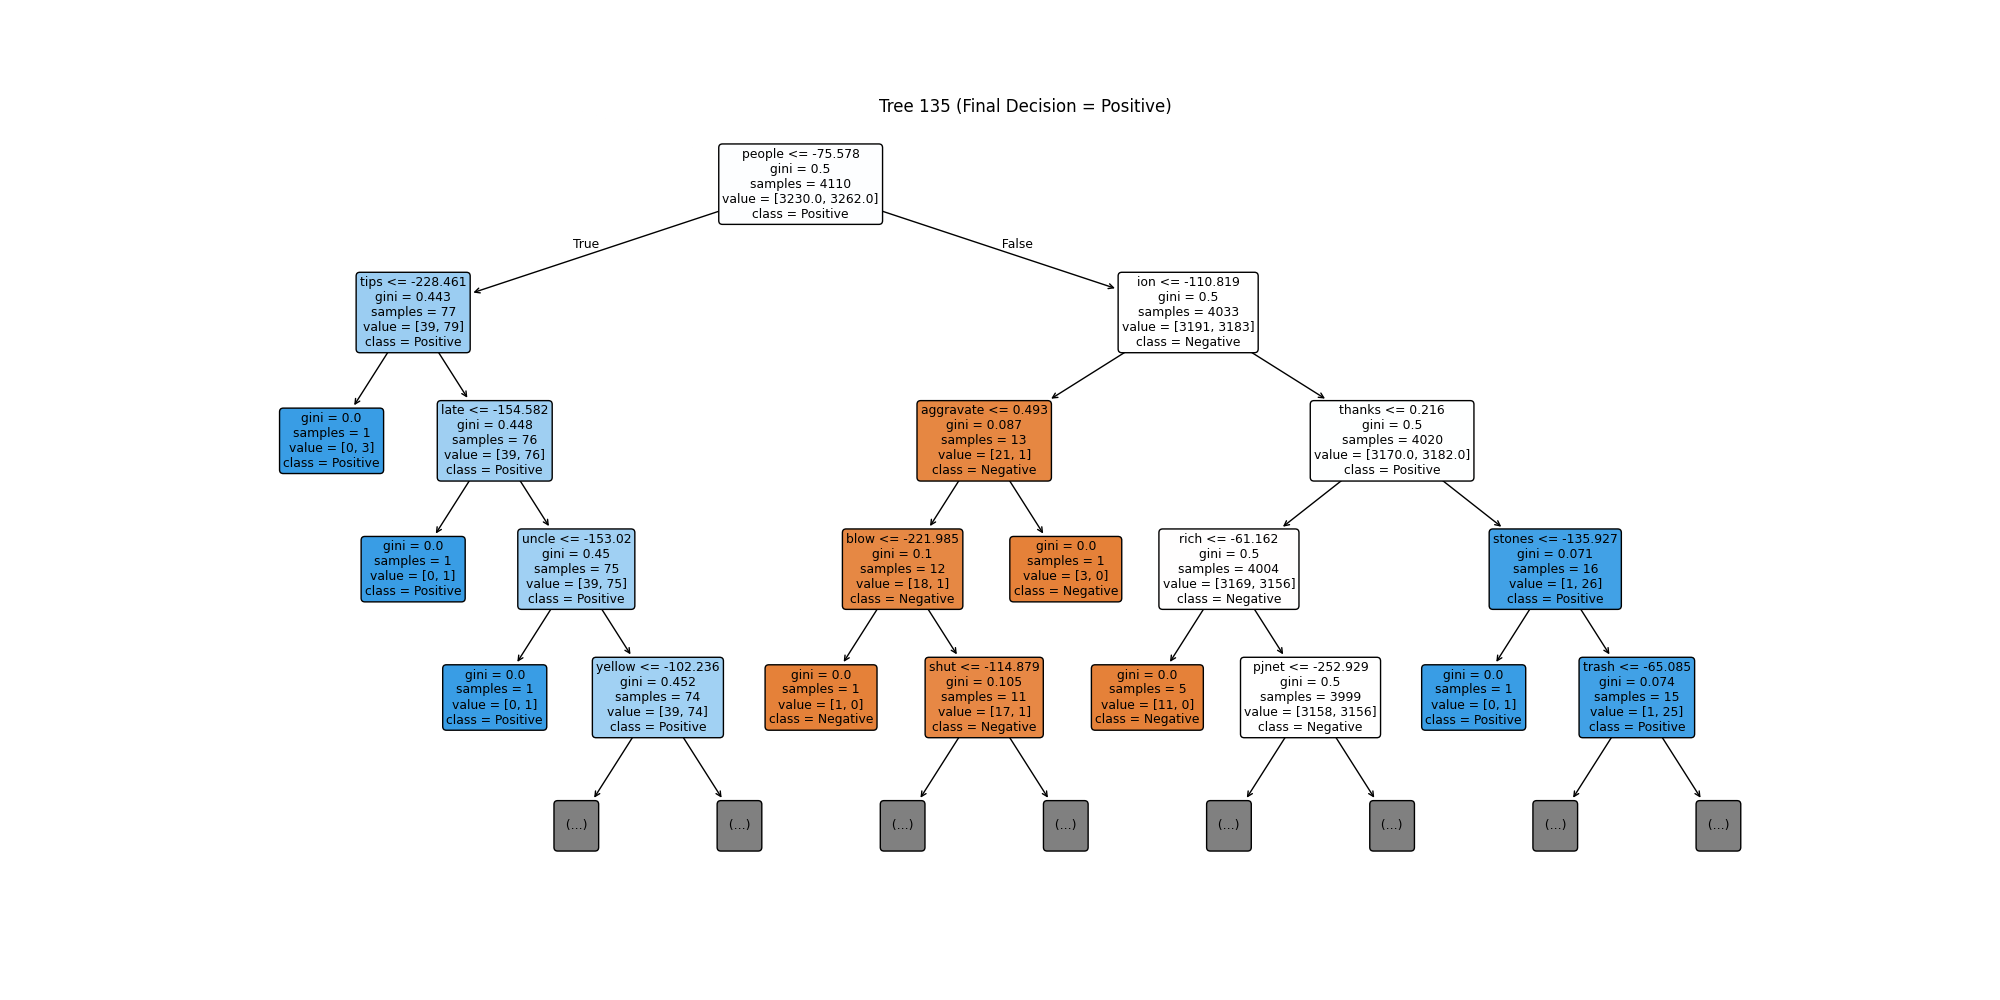 Tree 135 (Final Decision = Positive)
people <= -75.578
gini = 0.5
samples = 4110
value = [3230.0, 3262.0]
class = Positive
True
False
tips <= -228.461
gini = 0.443
samples = 77
value = [39, 79]
class = Positive
ion <= -110.819
gini = 0.5
samples = 4033
value = [3191, 3183]
class = Negative
gini = 0.0
samples = 1
value = [0, 3]
class = Positive
late <= -154.582
gini = 0.448
samples = 76
value = [39, 76]
class = Positive
aggravate <= 0.493
gini = 0.087
samples = 13
value = [21, 1]
class = Negative
thanks <= 0.216
gini = 0.5
samples = 4020
value = [3170.0, 3182.0]
class = Positive
gini = 0.0
samples = 1
value = [0, 1]
class = Positive
uncle <= -153.02
gini = 0.45
samples = 75
value = [39, 75]
class = Positive
blow <= -221.985
gini = 0.1
samples = 12
value = [18, 1]
class = Negative
gini = 0.0
samples = 1
value = [3, 0]
class = Negative
rich <= -61.162
gini = 0.5
samples = 4004
value = [3169, 3156]
class = Negative
stones <= -135.927
gini = 0.071
samples = 16
value = [1, 26]
class = Positive
gini = 0.0
samples = 1
value = [0, 1]
class = Positive
yellow <= -102.236
gini = 0.452
samples = 74
value = [39, 74]
class = Positive
gini = 0.0
samples = 1
value = [1, 0]
class = Negative
shut <= -114.879
gini = 0.105
samples = 11
value = [17, 1]
class = Negative
gini = 0.0
samples = 5
value = [11, 0]
class = Negative
pjnet <= -252.929
gini = 0.5
samples = 3999
value = [3158, 3156]
class = Negative
gini = 0.0
samples = 1
value = [0, 1]
class = Positive
trash <= -65.085
gini = 0.074
samples = 15
value = [1, 25]
class = Positive
(...)
(...)
(...)
(...)
(...)
(...)
(...)
(...)